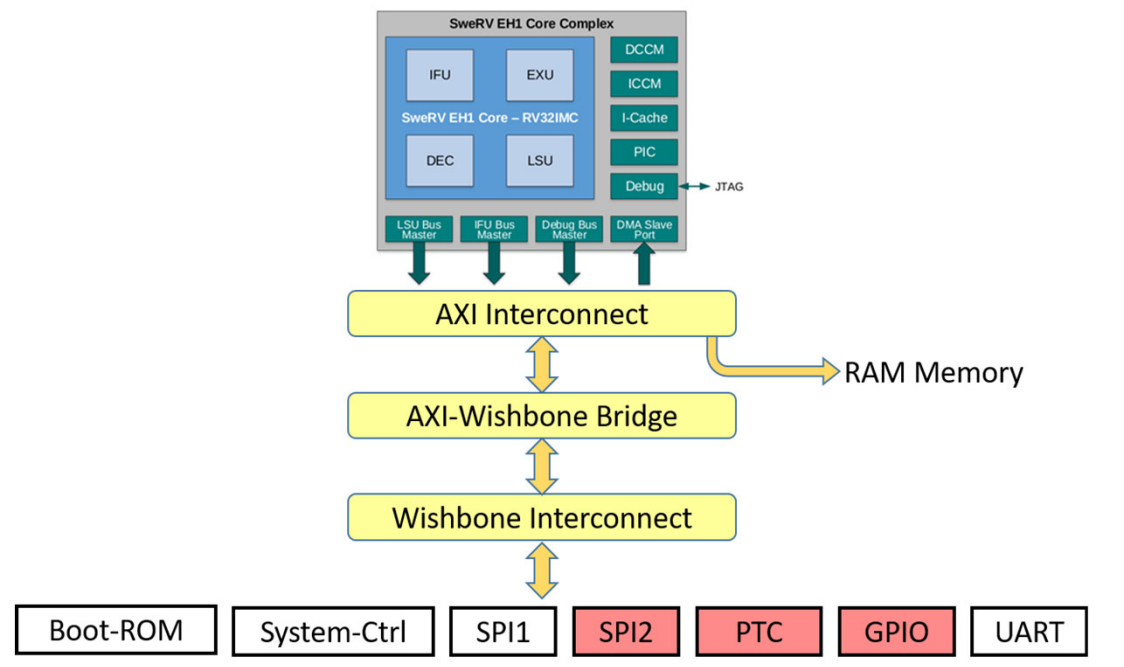 SweRV EH1 Core Complex
IFU
EXU
SweRV EH1 Core – RV32IMC
DEC
LSU
DCCM
ICCM
I-Cache
PIC
Debug
JTAG
LSU Bus
Master
IFU Bus
Master
Debug Bus
Master
DMA Slave
Port
AXI Interconnect
RAM Memory
AXI-Wishbone Bridge
Wishbone Interconnect
Boot-ROM
System-Ctrl
SPI1
SPI2
PTC
GPIO
UART